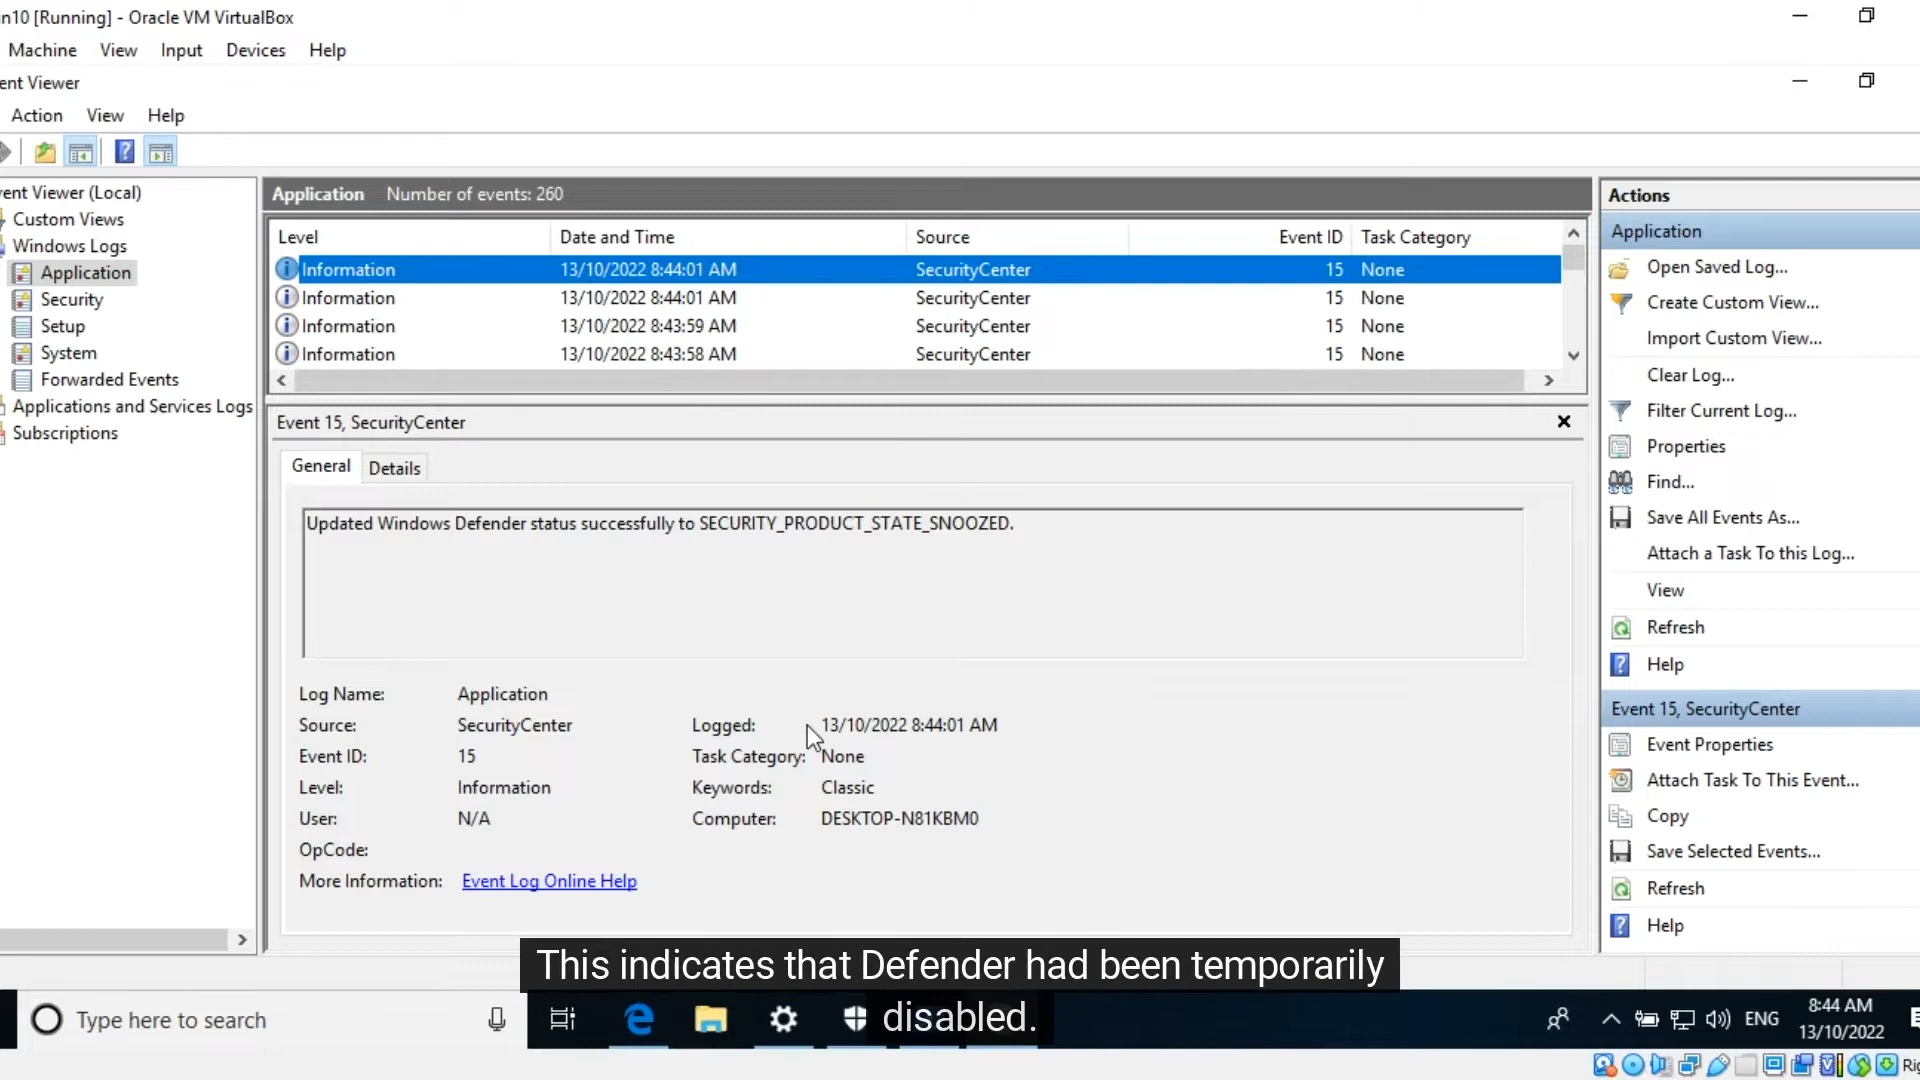 n10 [Running] - Oracle VM VirtualBox
Machine View Input Devices Help
ent Viewer
Action View Help
ent Viewer (Local)
Custom Views
Windows Logs
Application
Security
Setup
System
Forwarded Events
Applications and Services Logs
Subscriptions
Application Number of events: 260
Level Date and Time Source Event ID Task Category
Information 13/10/2022 8:44:01 AM SecurityCenter 15 None
Information 13/10/2022 8:44:01 AM SecurityCenter 15 None
Information 13/10/2022 8:43:59 AM SecurityCenter 15 None
Information 13/10/2022 8:43:58 AM SecurityCenter 15 None
Event 15, SecurityCenter
General Details
Updated Windows Defender status successfully to SECURITY_PRODUCT_STATE_SNOOZED.
Log Name: Application
Source: SecurityCenter Logged: 13/10/2022 8:44:01 AM
Event ID: 15 Task Category: None
Level: Information Keywords: Classic
User: N/A Computer: DESKTOP-N81KBM0
OpCode:
More Information: Event Log Online Help
Actions
Application
Open Saved Log...
Create Custom View...
Import Custom View...
Clear Log...
Filter Current Log...
Properties
Find...
Save All Events As...
Attach a Task To this Log...
View
Refresh
Help
Event 15, SecurityCenter
Event Properties
Attach Task To This Event...
Copy
Save Selected Events...
Refresh
Help
This indicates that Defender had been temporarily
disabled.
Type here to search
ENG
8:44 AM
13/10/2022